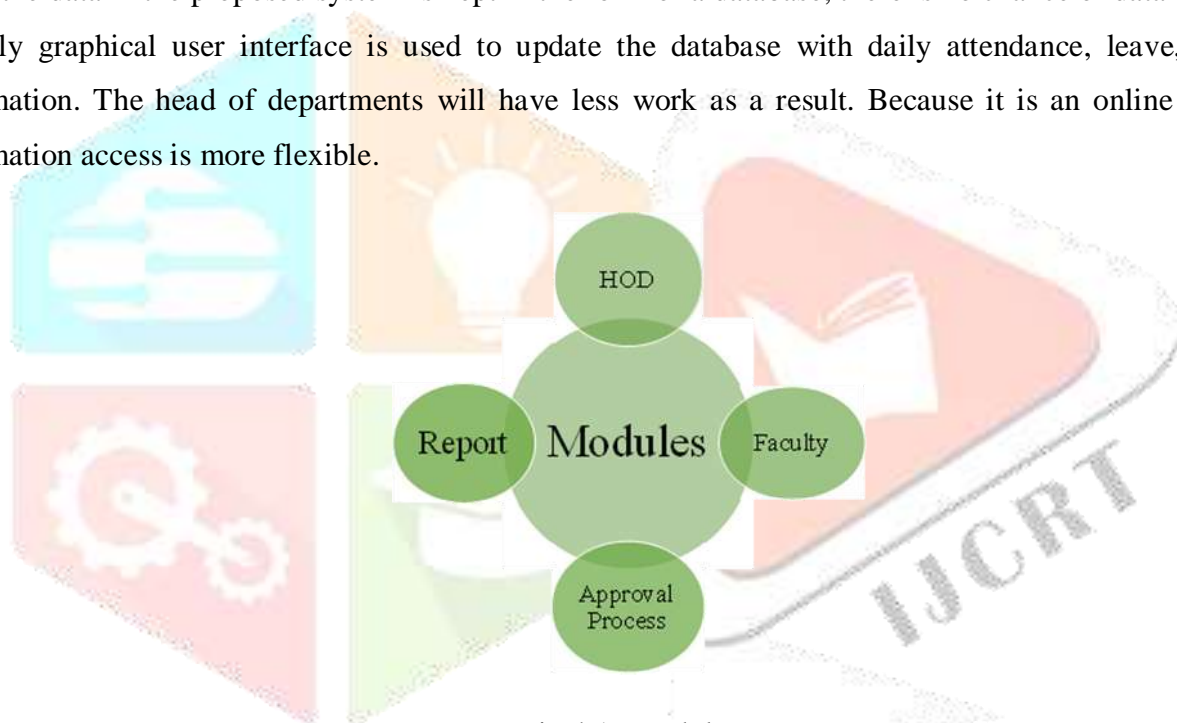 ly graphical user interface is used to update the database with daily attendance, leave,
nation. The head of departments will have less work as a result. Because it is an online
nation access is more flexible.
HOD
Report
Modules
Faculty
Approval
Process
IJCRT